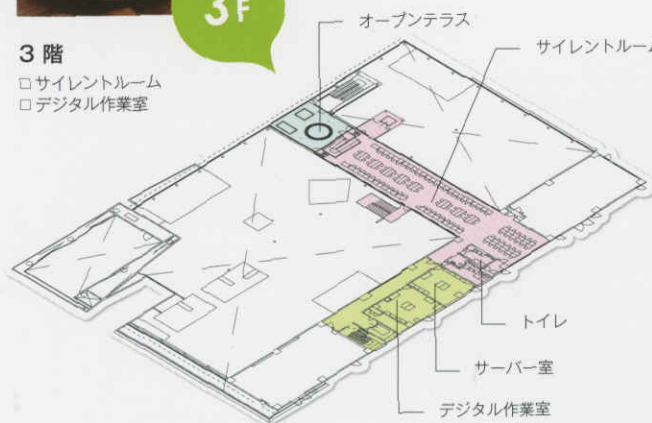 3F
3 階
□ サイレントルーム
□ デジタル作業室
オープンテラス
サイレントルーム
トイレ
サーバー室
デジタル作業室